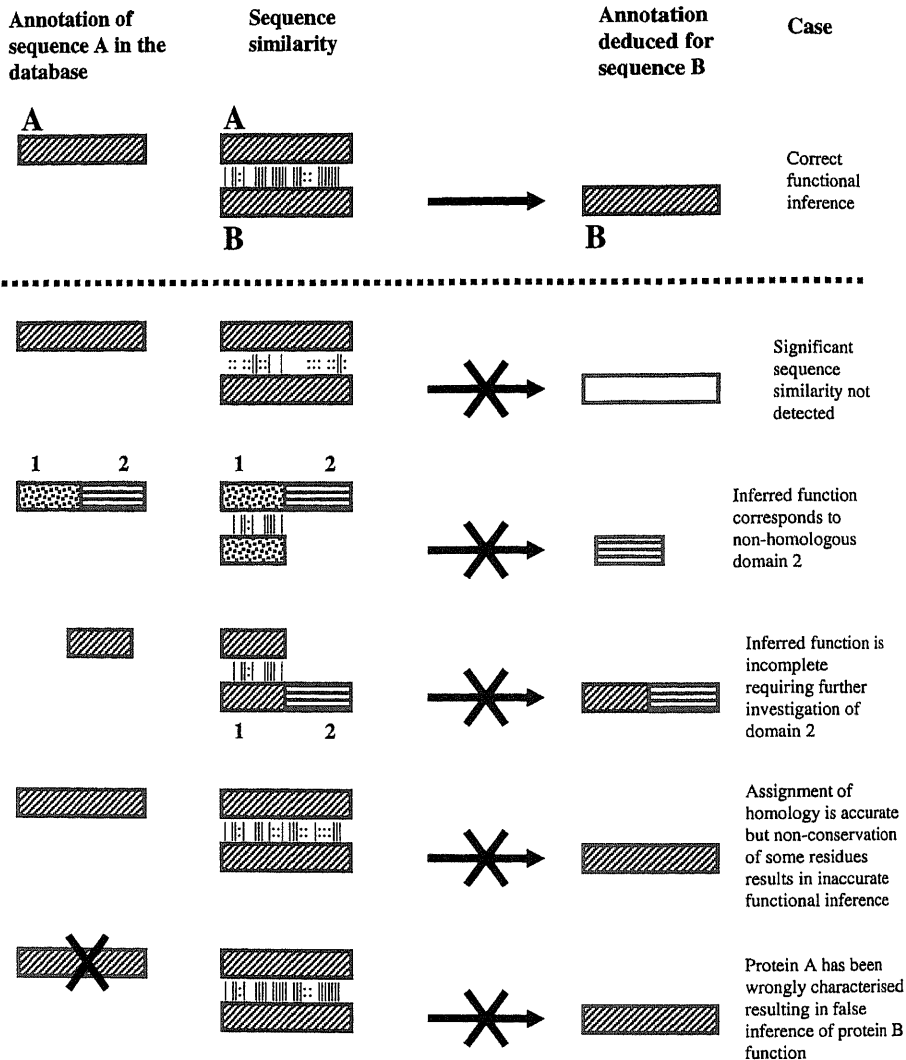 Annotation of
sequence A in the
database
Sequence
similarity
Annotation
deduced for
sequence B
Case
A
A
B
B
Correct
functional
inference
Significant
sequence
similarity not
detected
1 2
1 2
Inferred function
corresponds to
non-homologous
domain 2
1 2
Inferred function is
incomplete
requiring further
investigation of
domain 2
Assignment of
homology is accurate
but non-conservation
of some residues
results in inaccurate
functional inference
Protein A has been
wrongly characterised
resulting in false
inference of protein B
function